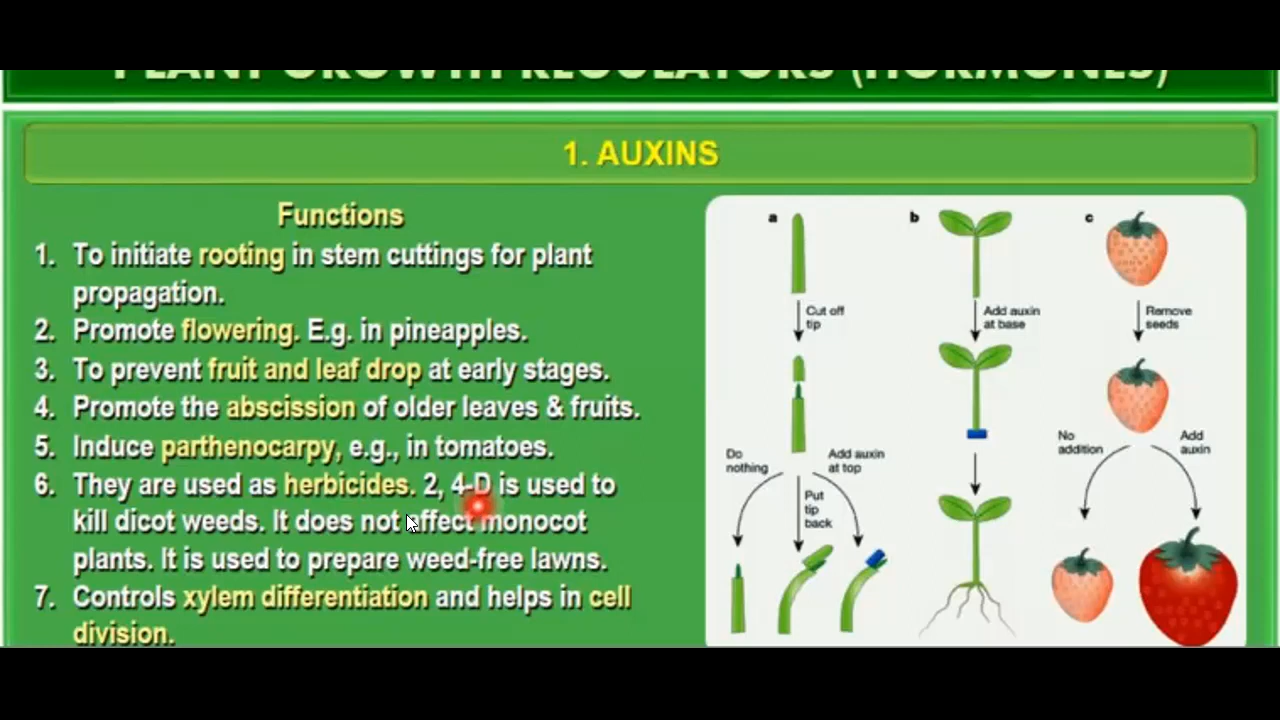 PLANT GROWTH REGULATORS (HORMONES)
1. AUXINS
Functions
1. To initiate rooting in stem cuttings for plant
propagation.
2. Promote flowering. E.g. in pineapples.
3. To prevent fruit and leaf drop at early stages.
4. Promote the abscission of older leaves & fruits.
5. Induce parthenocarpy, e.g., in tomatoes.
6. They are used as herbicides. 2, 4-D is used to
kill dicot weeds. It does not affect monocot
plants. It is used to prepare weed-free lawns.
7. Controls xylem differentiation and helps in cell
division.
a
Cut off
tip
Do
nothing
Put
tip
back
Add auxin
at top
b
Add auxin
at base
c
Remove
seeds
No
addition
Add
auxin